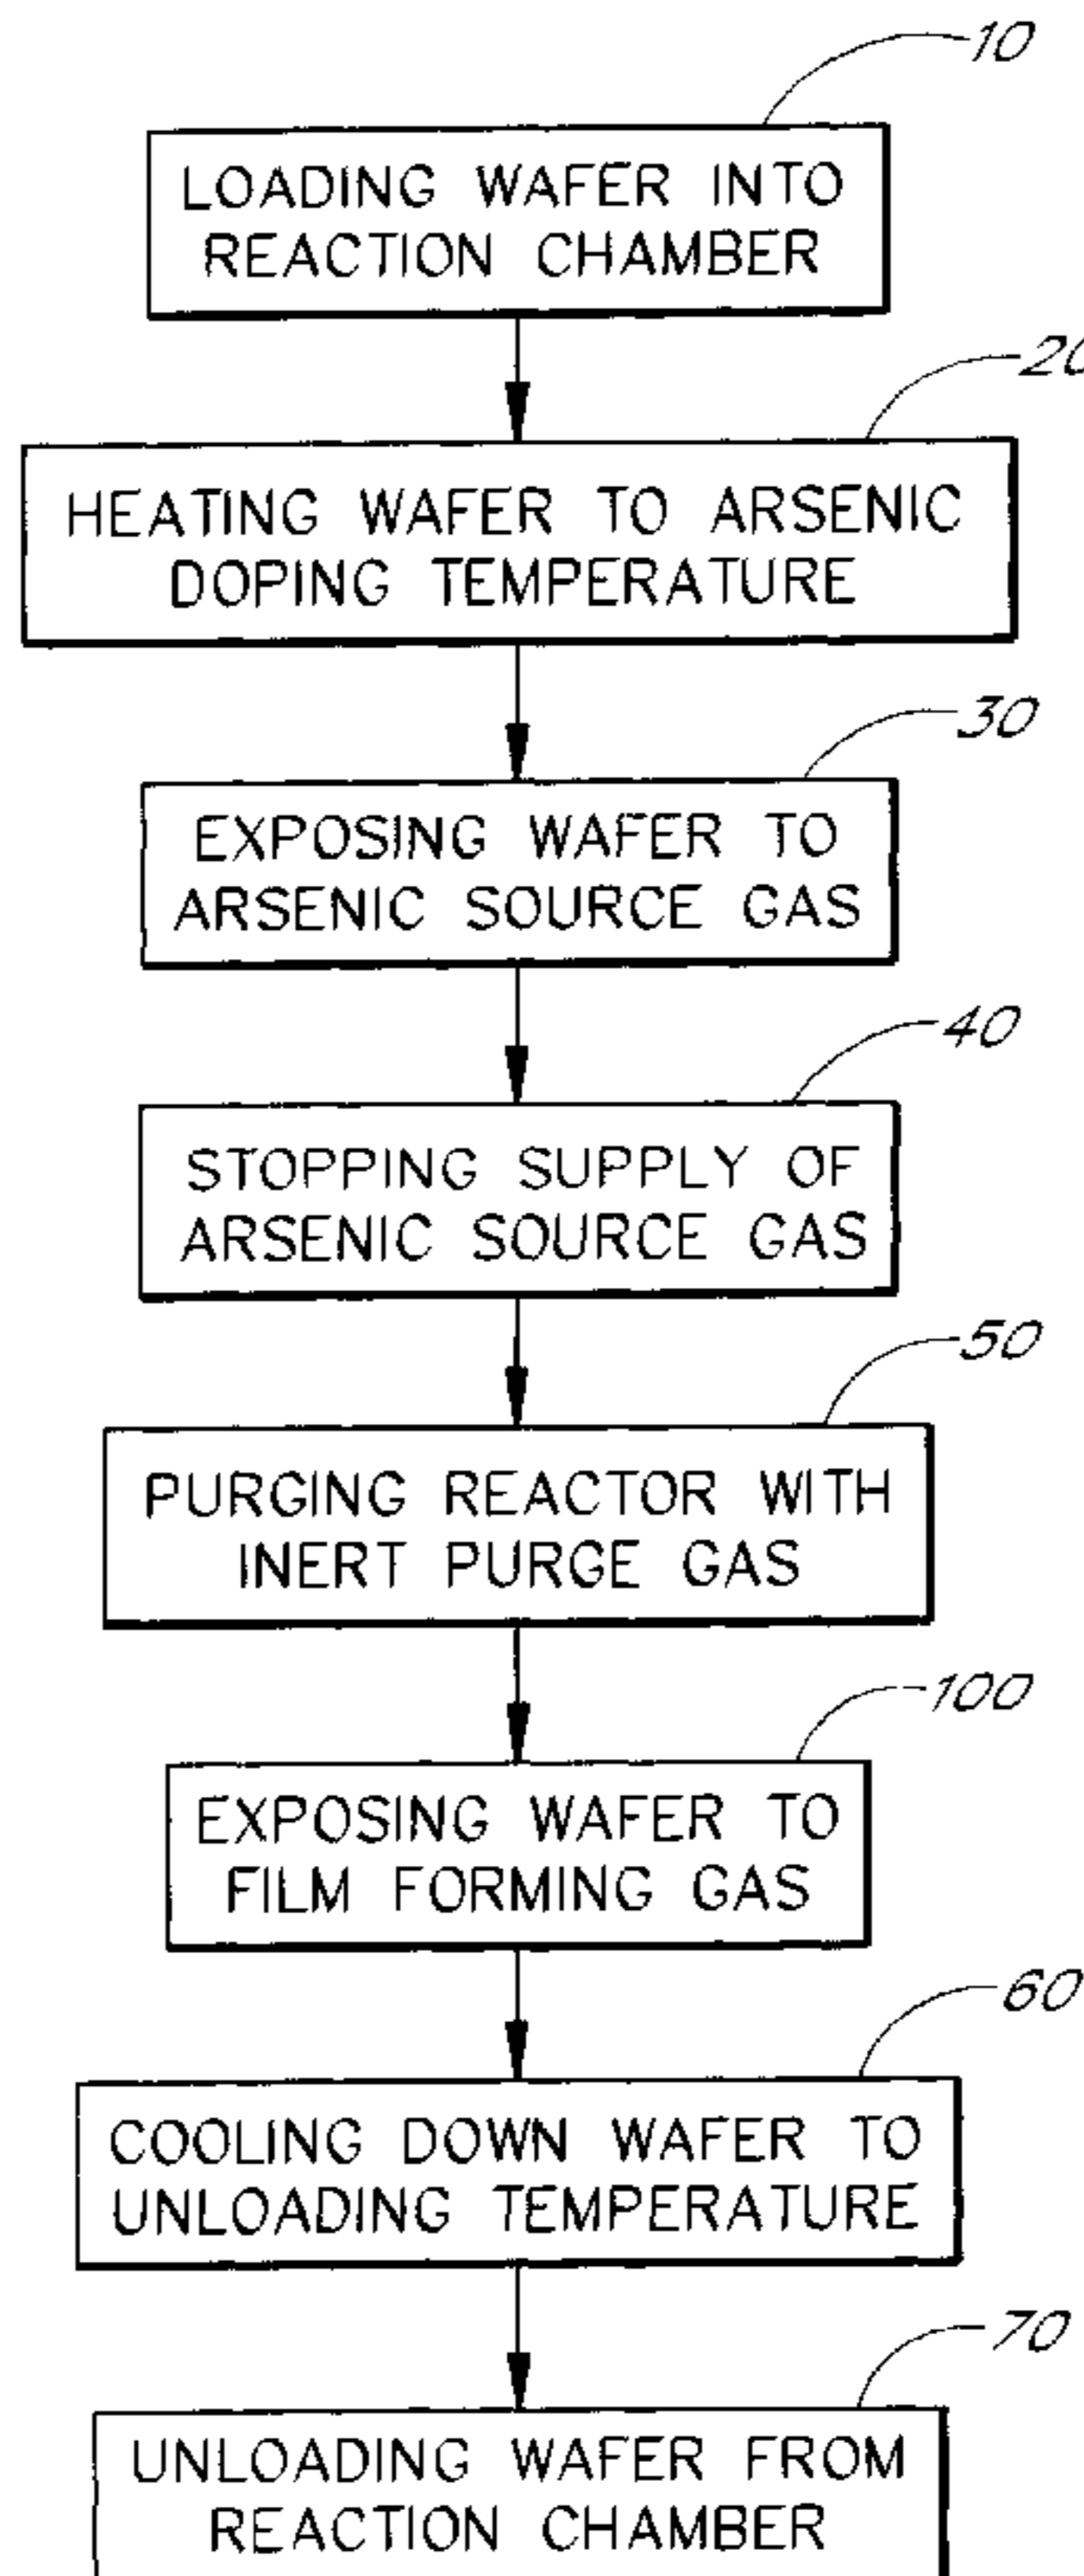 10
LOADING WAFER INTO
REACTION CHAMBER
20
HEATING WAFER TO ARSENIC
DOPING TEMPERATURE
30
EXPOSING WAFER TO
ARSENIC SOURCE GAS
40
STOPPING SUPPLY OF
ARSENIC SOURCE GAS
50
PURGING REACTOR WITH
INERT PURGE GAS
100
EXPOSING WAFER TO
FILM FORMING GAS
60
COOLING DOWN WAFER TO
UNLOADING TEMPERATURE
70
UNLOADING WAFER FROM
REACTION CHAMBER